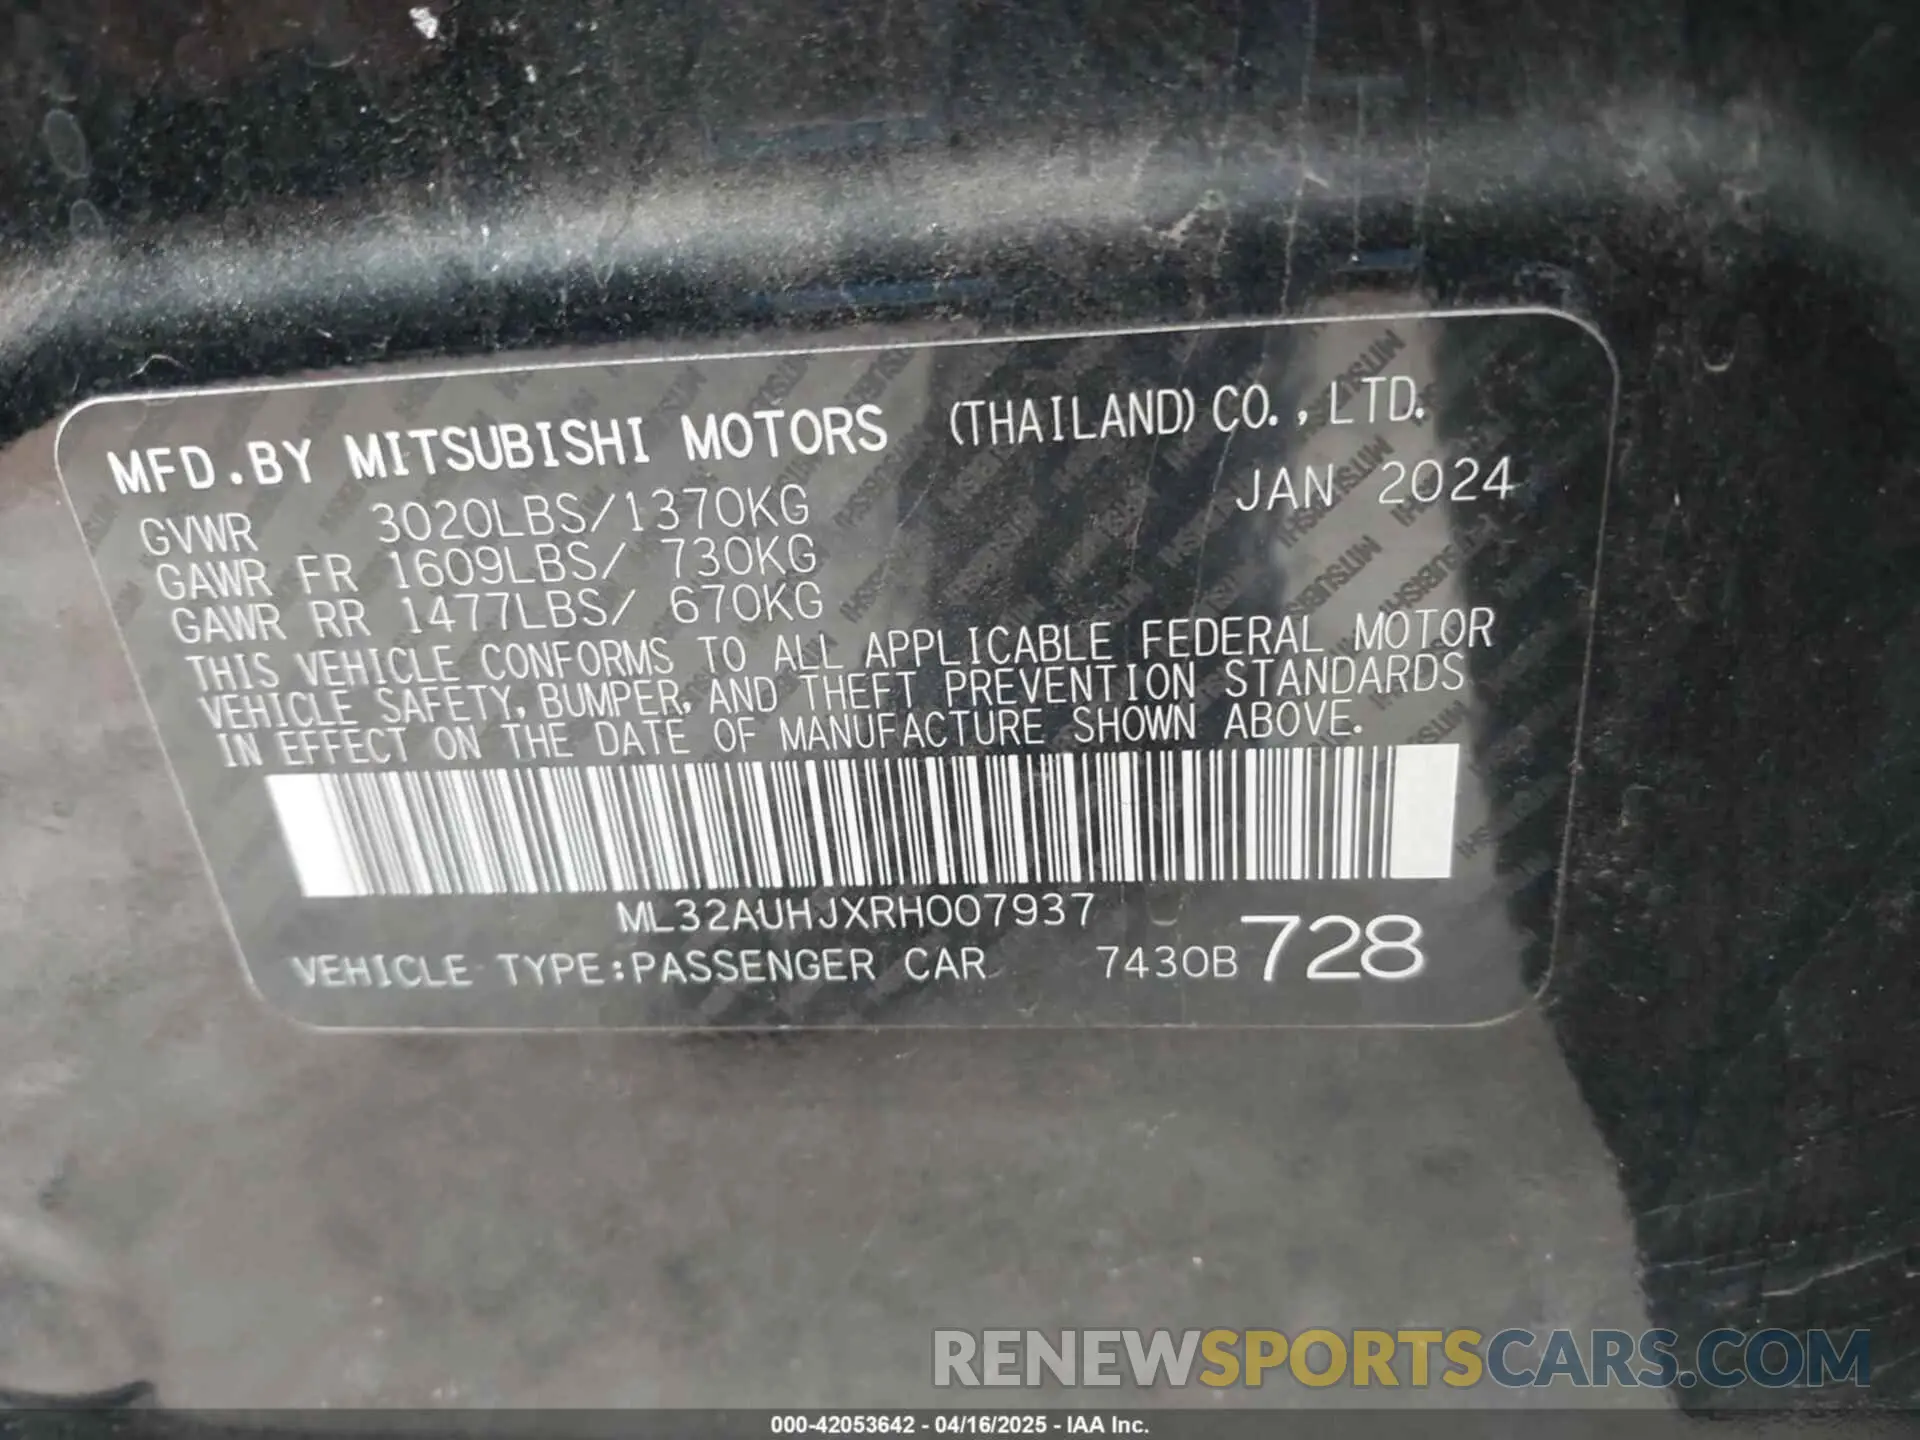 MFD.BY MITSUBISHI MOTORS (THAILAND) CO.,LTD.
JAN 2024
GVWR 3020LBS/1370KG
GAWR FR 1609LBS/ 730KG
GAWR RR 1477LBS/ 670KG
THIS VEHICLE CONFORMS TO ALL APPLICABLE FEDERAL MOTOR
VEHICLE SAFETY, BUMPER, AND THEFT PREVENTION STANDARDS
IN EFFECT ON THE DATE OF MANUFACTURE SHOWN ABOVE.
ML32AUHJXRH007937
VEHICLE TYPE:PASSENGER CAR 7430B 728
RENEWSPORTSCARS.COM
000-42053642 - 04/16/2025 - IAA Inc.